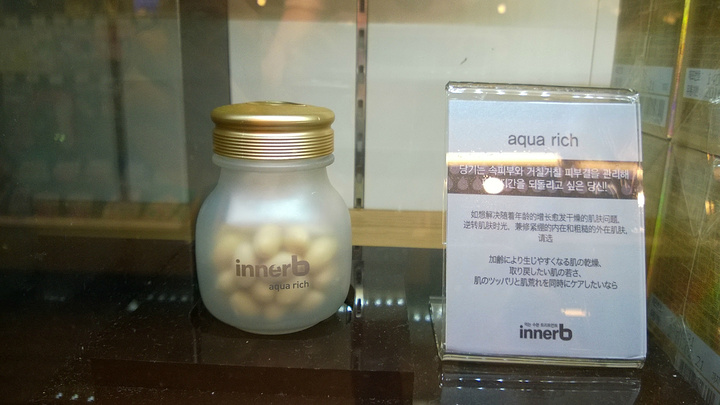 innerb
aqua rich
aqua rich
당기는 속피부와 거칠거칠 피부결을 관리해
시간을 되돌리고 싶은 당신!
如想解决随着年龄的增长愈发干燥的肌肤问题,
逆转肌肤时光、兼修紧绷的内在和粗糙的外在肌肤,
请选
加齢により生じやすくなる肌の乾燥、
取り戻したい肌の若さ、
肌のツッパリと肌荒れを同時にケアしたいなら
innerb